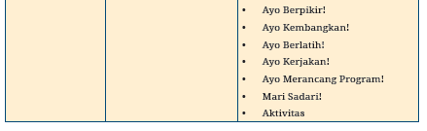 • Ayo Berpikir!
• Ayo Kembangkan!
• Ayo Berlatih!
• Ayo Kerjakan!
• Ayo Merancang Program!
• Mari Sadari!
• Aktivitas